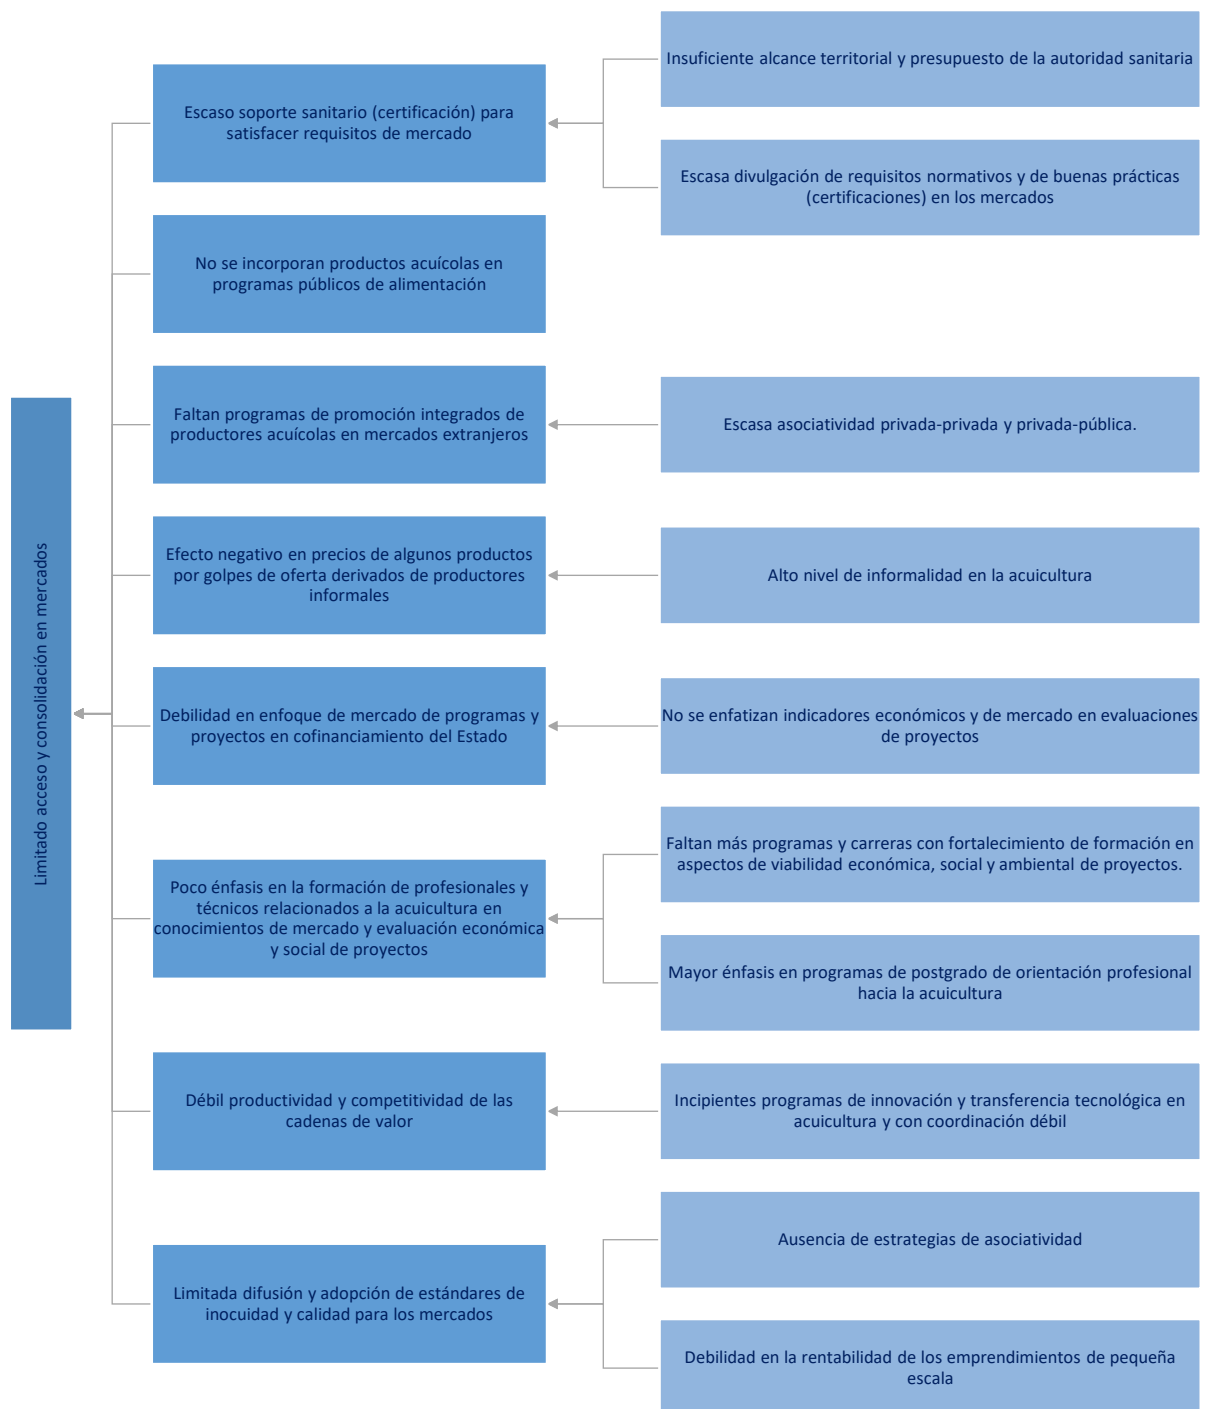 Limitado acceso y consolidación en mercados
Escaso soporte sanitario (certificación) para
satisfacer requisitos de mercado
Insuficiente alcance territorial y presupuesto de la autoridad sanitaria
Escasa divulgación de requisitos normativos y de buenas prácticas
(certificaciones) en los mercados
No se incorporan productos acuícolas en
programas públicos de alimentación
Faltan programas de promoción integrados de
productores acuícolas en mercados extranjeros
Escasa asociatividad privada-privada y privada-pública.
Efecto negativo en precios de algunos productos
por golpes de oferta derivados de productores
informales
Alto nivel de informalidad en la acuicultura
Debilidad en enfoque de mercado de programas y
proyectos en cofinanciamiento del Estado
No se enfatizan indicadores económicos y de mercado en evaluaciones
de proyectos
Poco énfasis en la formación de profesionales y
técnicos relacionados a la acuicultura en
conocimientos de mercado y evaluación económica
y social de proyectos
Faltan más programas y carreras con fortalecimiento de formación en
aspectos de viabilidad económica, social y ambiental de proyectos.
Mayor énfasis en programas de postgrado de orientación profesional
hacia la acuicultura
Débil productividad y competitividad de las
cadenas de valor
Incipientes programas de innovación y transferencia tecnológica en
acuicultura y con coordinación débil
Limitada difusión y adopción de estándares de
inocuidad y calidad para los mercados
Ausencia de estrategias de asociatividad
Debilidad en la rentabilidad de los emprendimientos de pequeña
escala